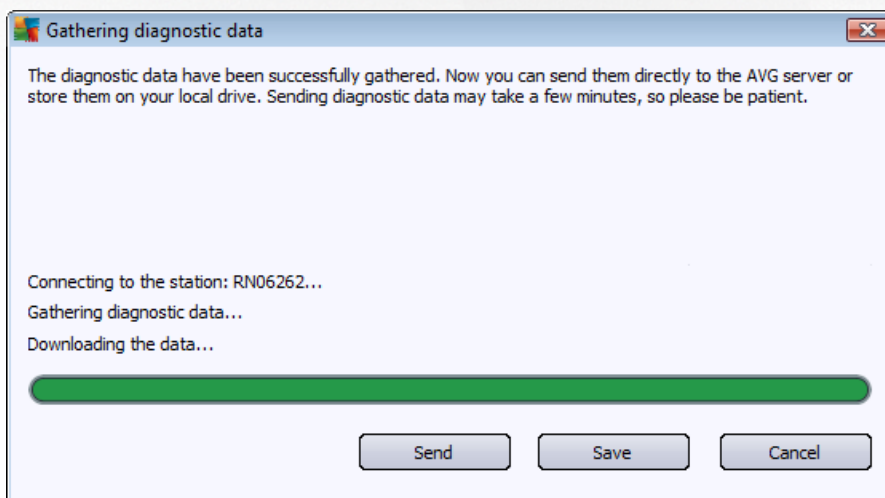 Gathering diagnostic data
The diagnostic data have been successfully gathered. Now you can send them directly to the AVG server or
store them on your local drive. Sending diagnostic data may take a few minutes, so please be patient.
Connecting to the station: RN06262...
Gathering diagnostic data...
Downloading the data...
Send Save Cancel